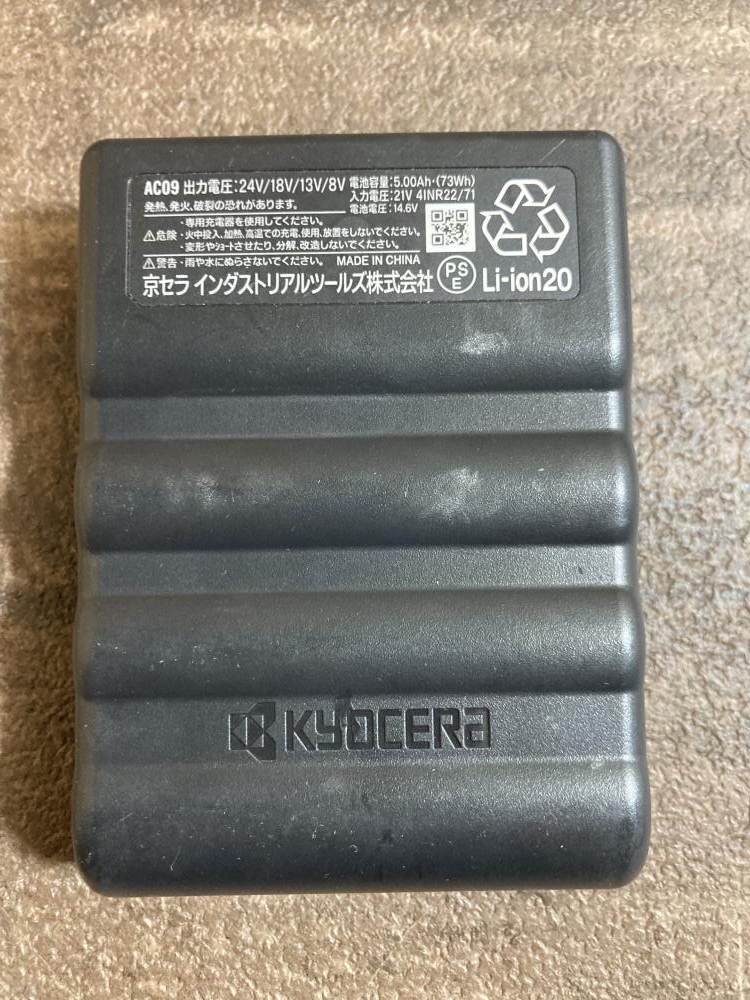 AC09 出力電圧:24V/18V/13V/8V 電池容量:5.00Ah・(73Wh)
発熱、発火、破裂の恐れがあります。 入力電圧:21V 4INR22/71
電池電圧:14.6V
・専用充電器を使用してください。
⚠危険・火中投入、加熱、高温での充電、使用、放置をしないでください。
・変形やショートさせたり、分解、改造しないでください。
⚠警告・雨や水にぬらさないでください。 MADE IN CHINA
京セラ インダストリアルツールズ株式会社 PSE Li-ion20
KYOCERA